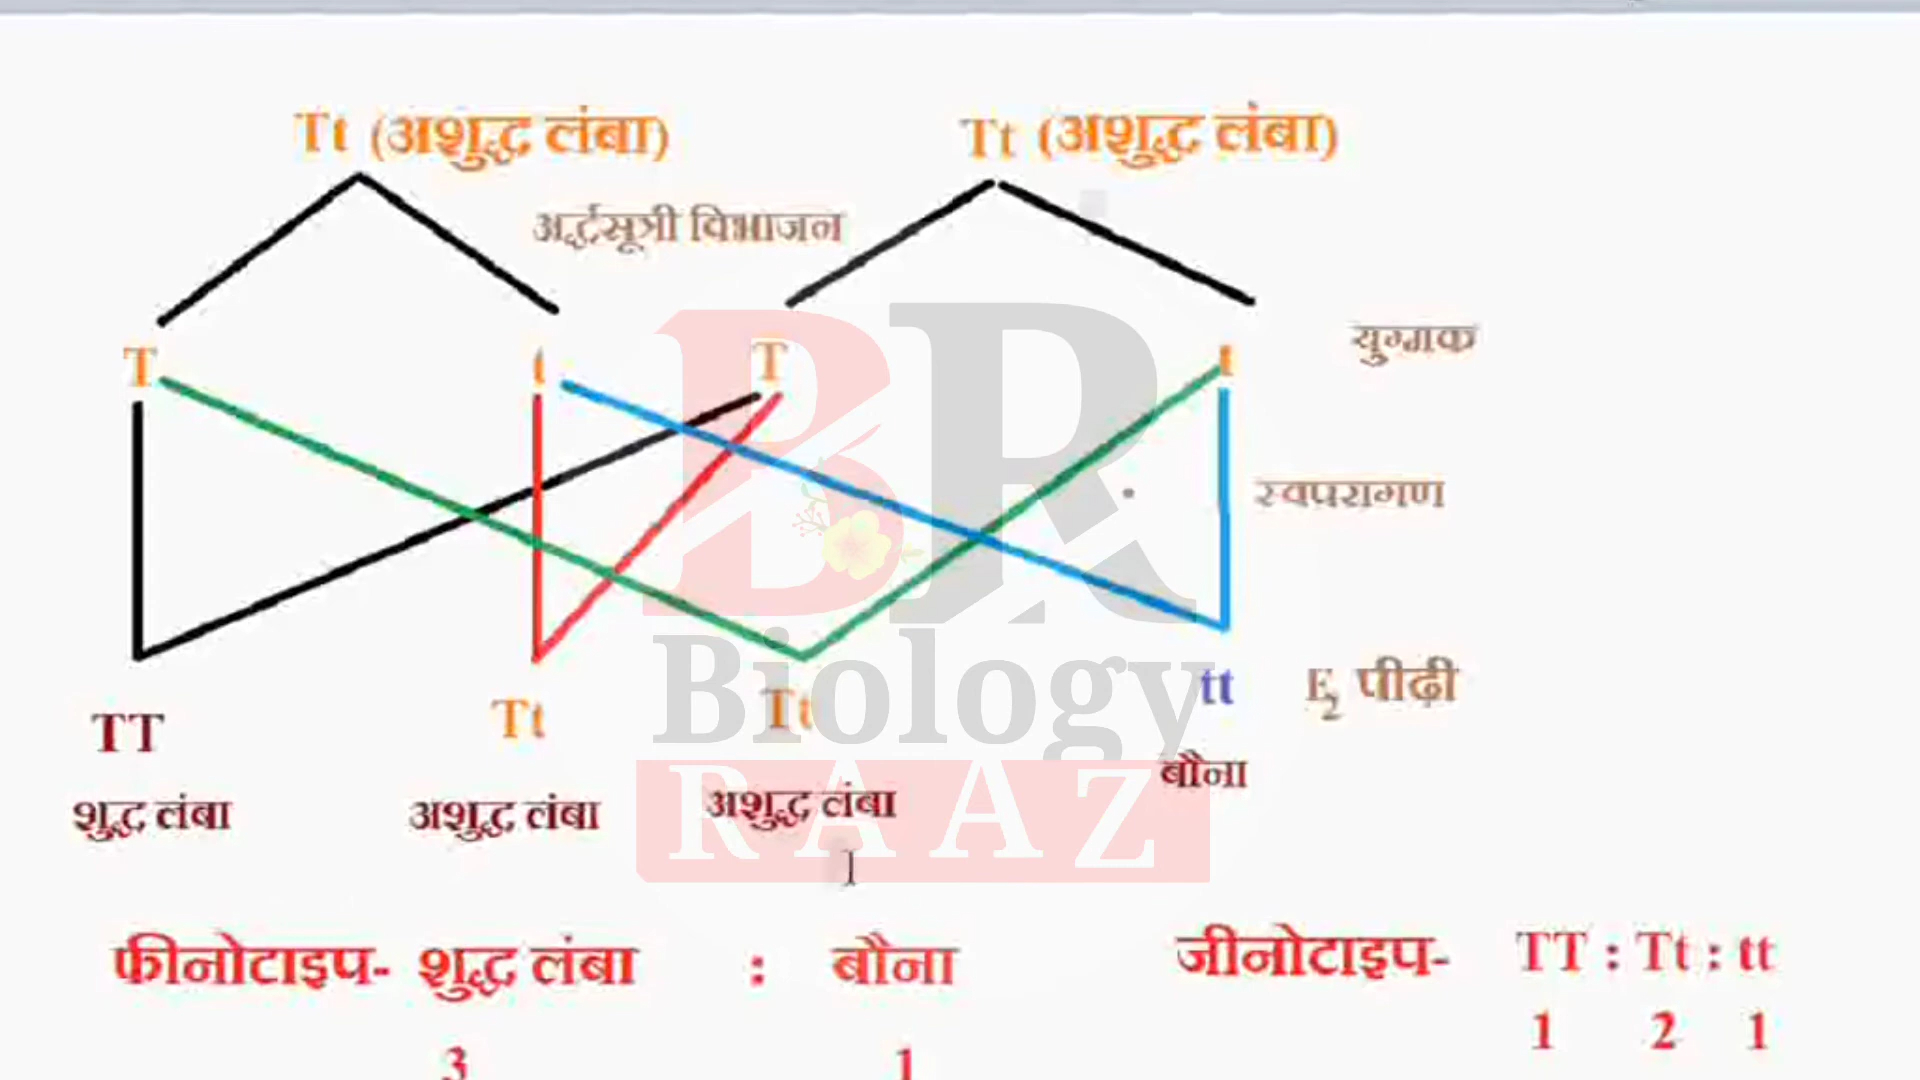 Tt (अशुद्ध लंबा) Tt (अशुद्ध लंबा)
अर्द्धसूत्री विभाजन
T t T t युग्मक
स्वपरागण
BR
Biology
RAAZ
TT Tt Tt tt F2 पीढ़ी
शुद्ध लंबा अशुद्ध लंबा अशुद्ध लंबा बौना
फीनोटाइप- शुद्ध लंबा : बौना जीनोटाइप- TT : Tt : tt
3 1 1 2 1